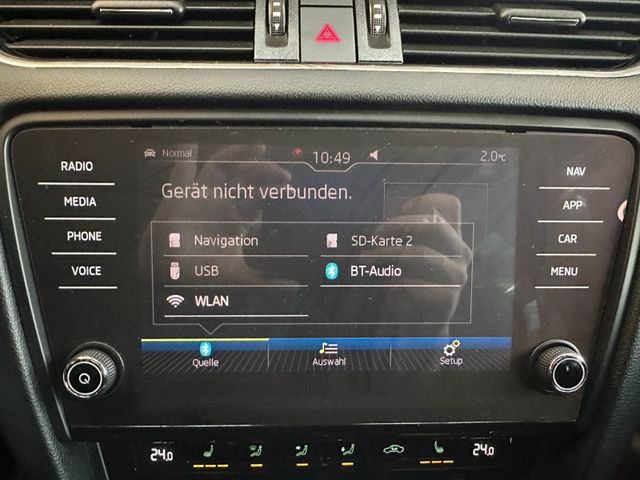 Normal
10:49
2.0°C
RADIO
MEDIA
PHONE
VOICE
Gerät nicht verbunden.
Navigation
SD-Karte 2
USB
BT-Audio
WLAN
Quelle
Auswahl
Setup
NAV
APP
CAR
MENU
24.0
24.0